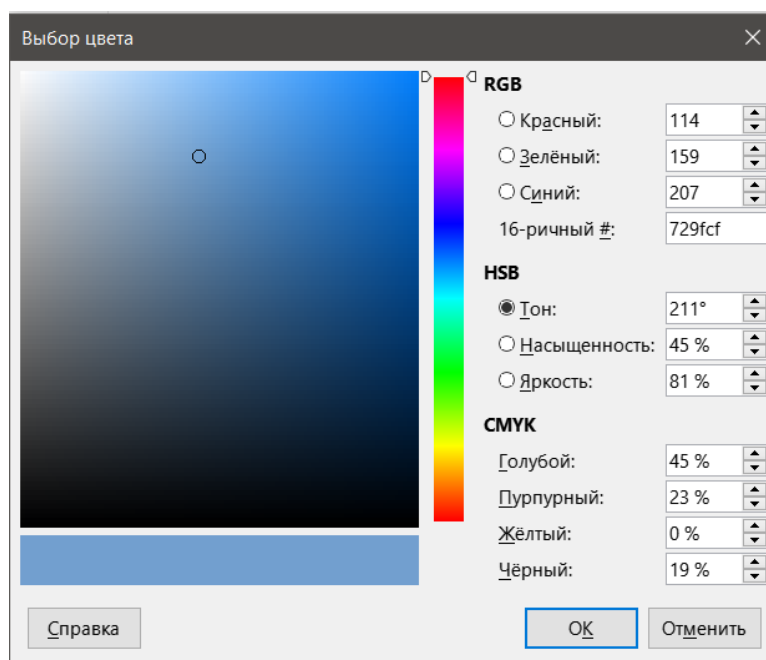 Выбор цвета
RGB
Красный: 114
Зелёный: 159
Синий: 207
16-ричный #: 729fcf
HSB
Тон: 211°
Насыщенность: 45 %
Яркость: 81 %
CMYK
Голубой: 45 %
Пурпурный: 23 %
Жёлтый: 0 %
Чёрный: 19 %
Справка OK Отменить